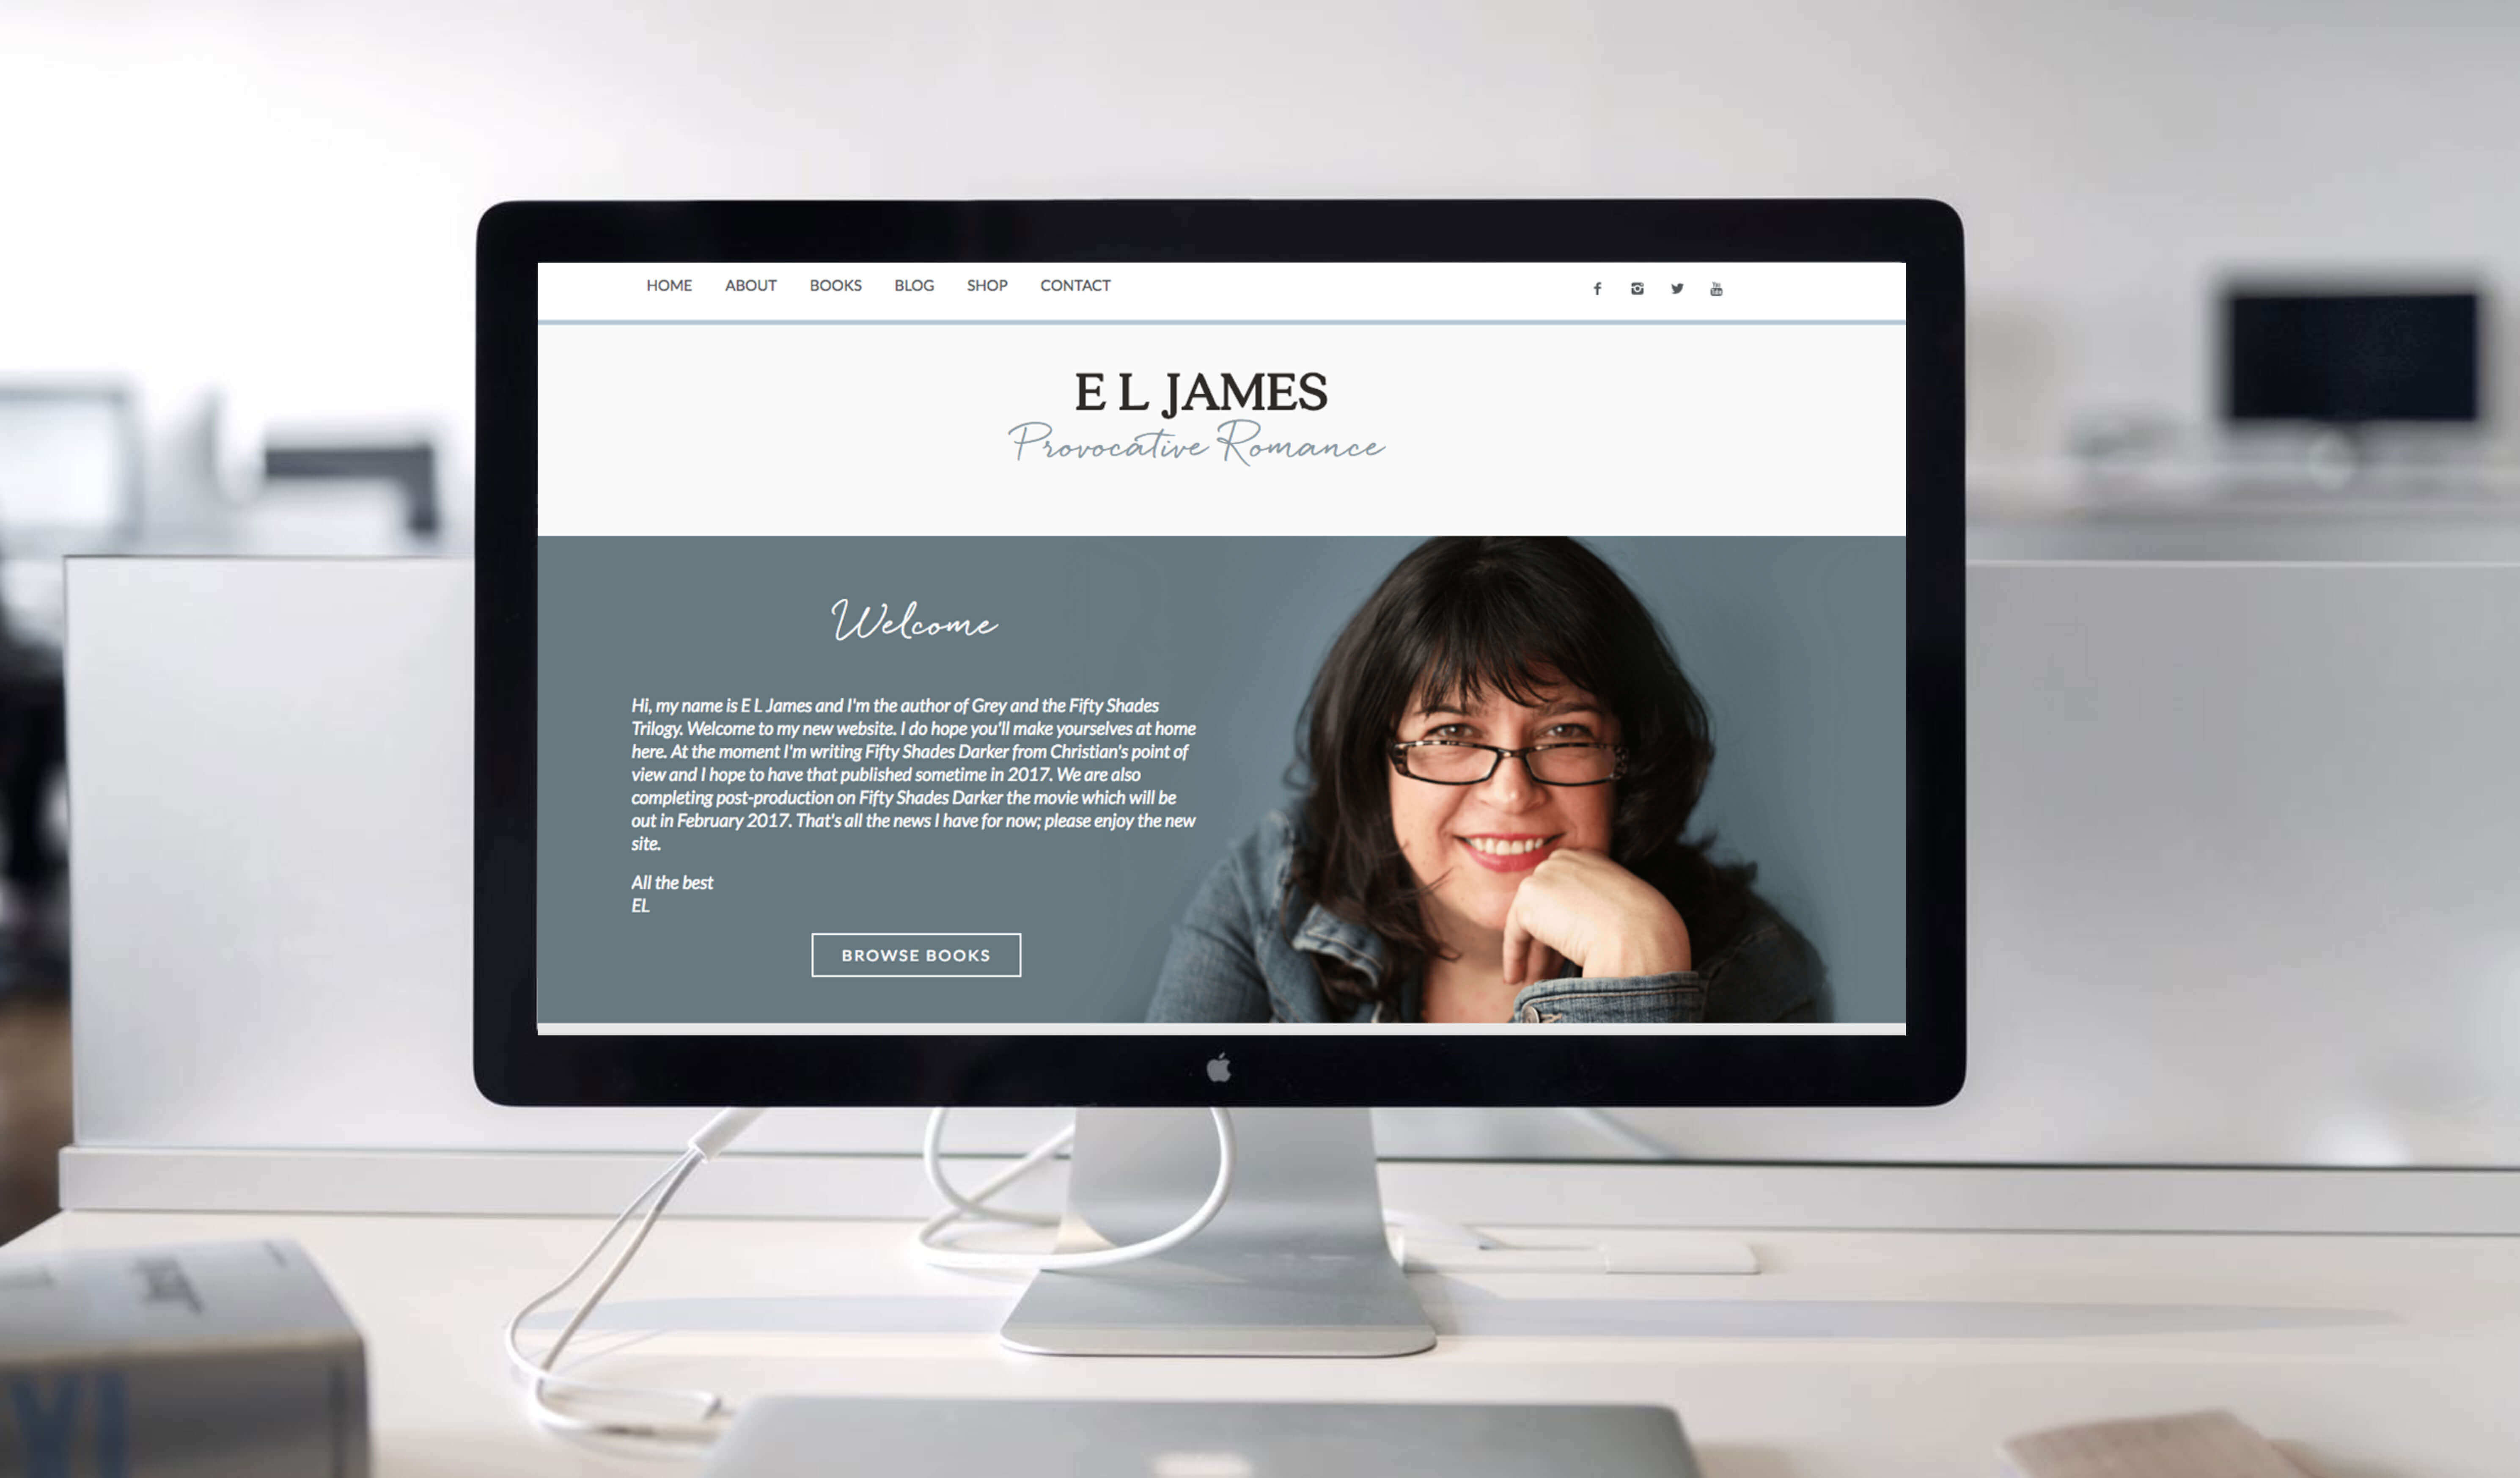 HOME ABOUT BOOKS BLOG SHOP CONTACT
E L JAMES
Provocative Romance
Welcome
Hi, my name is E L James and I'm the author of Grey and the Fifty Shades
Trilogy. Welcome to my new website. I do hope you'll make yourselves at home
here. At the moment I'm writing Fifty Shades Darker from Christian's point of
view and I hope to have that published sometime in 2017. We are also
completing post-production on Fifty Shades Darker the movie which will be
out in February 2017. That's all the news I have for now; please enjoy the new
site.
All the best
EL
BROWSE BOOKS